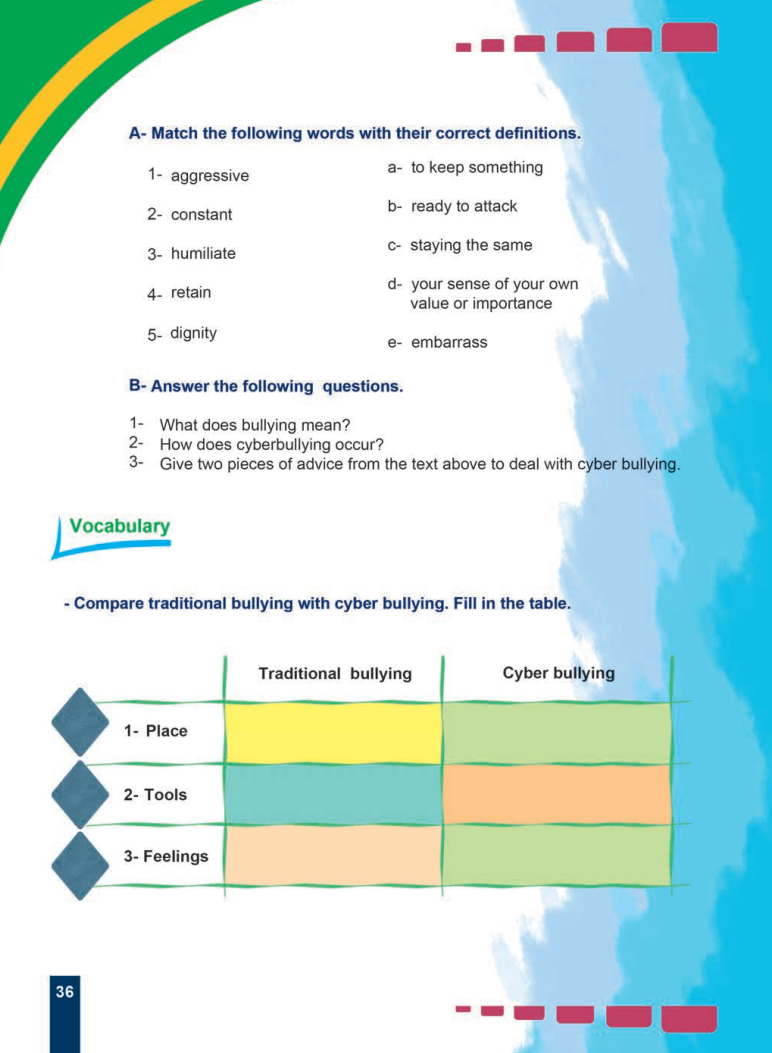 A- Match the following words with their correct definitions.
1- aggressive
2- constant
3- humiliate
4- retain
5- dignity
a- to keep something
b- ready to attack
c- staying the same
d- your sense of your own
value or importance
e- embarrass
B- Answer the following questions.
1- What does bullying mean?
2- How does cyberbullying occur?
3- Give two pieces of advice from the text above to deal with cyber bullying.
Vocabulary
- Compare traditional bullying with cyber bullying. Fill in the table.
Traditional bullying Cyber bullying
1- Place
2- Tools
3- Feelings
36